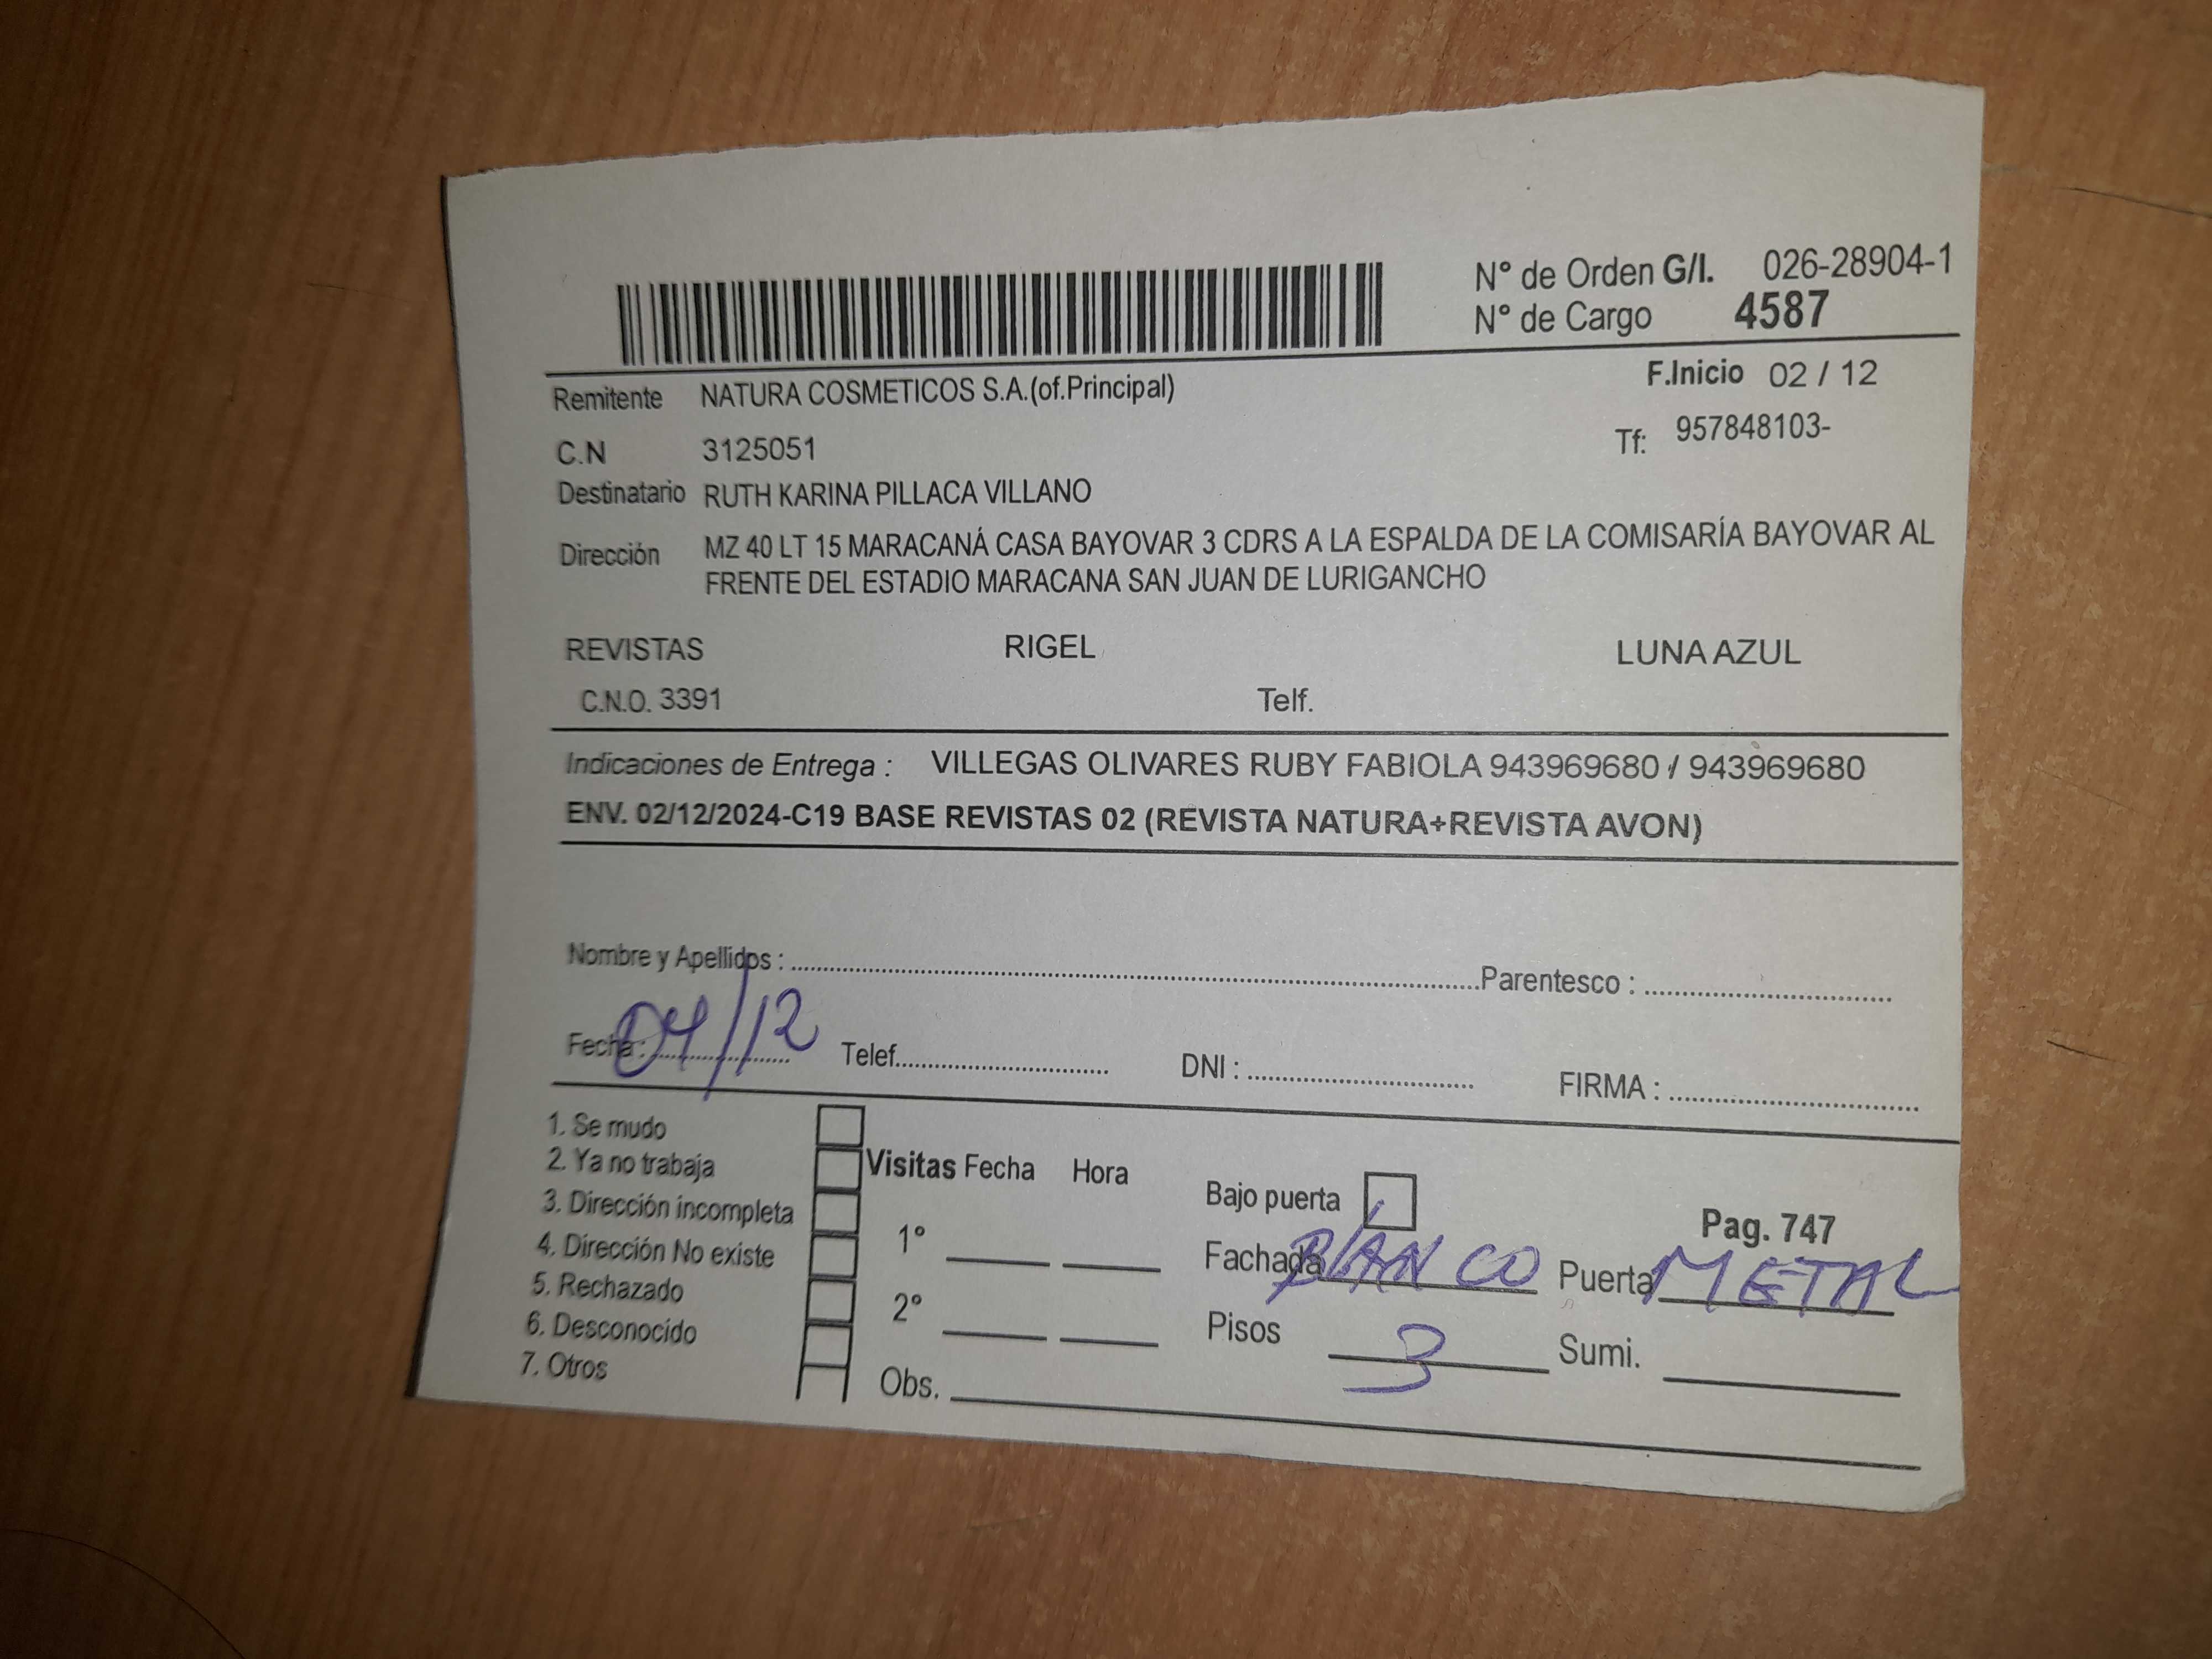 N° de Orden G/I. 026-28904-1
N° de Cargo 4587
F.Inicio 02 / 12
Remitente NATURA COSMETICOS S.A.(of.Principal)
Tf: 957848103-
C.N 3125051
Destinatario RUTH KARINA PILLACA VILLANO
Dirección MZ 40 LT 15 MARACANÁ CASA BAYOVAR 3 CDRS A LA ESPALDA DE LA COMISARÍA BAYOVAR AL
FRENTE DEL ESTADIO MARACANA SAN JUAN DE LURIGANCHO
REVISTAS RIGEL LUNA AZUL
C.N.O. 3391 Telf.
Indicaciones de Entrega : VILLEGAS OLIVARES RUBY FABIOLA 943969680 / 943969680
ENV. 02/12/2024-C19 BASE REVISTAS 02 (REVISTA NATURA+REVISTA AVON)
Nombre y Apellidos : Parentesco :
Fecha : 04/12 Telef. DNI : FIRMA :
1. Se mudo
2. Ya no trabaja
3. Dirección incompleta
4. Dirección No existe
5. Rechazado
6. Desconocido
7. Otros
Visitas Fecha Hora
1°
2°
Obs.
Bajo puerta
Pag. 747
Fachada BlANCO Puerta METAL
Pisos 3 Sumi.